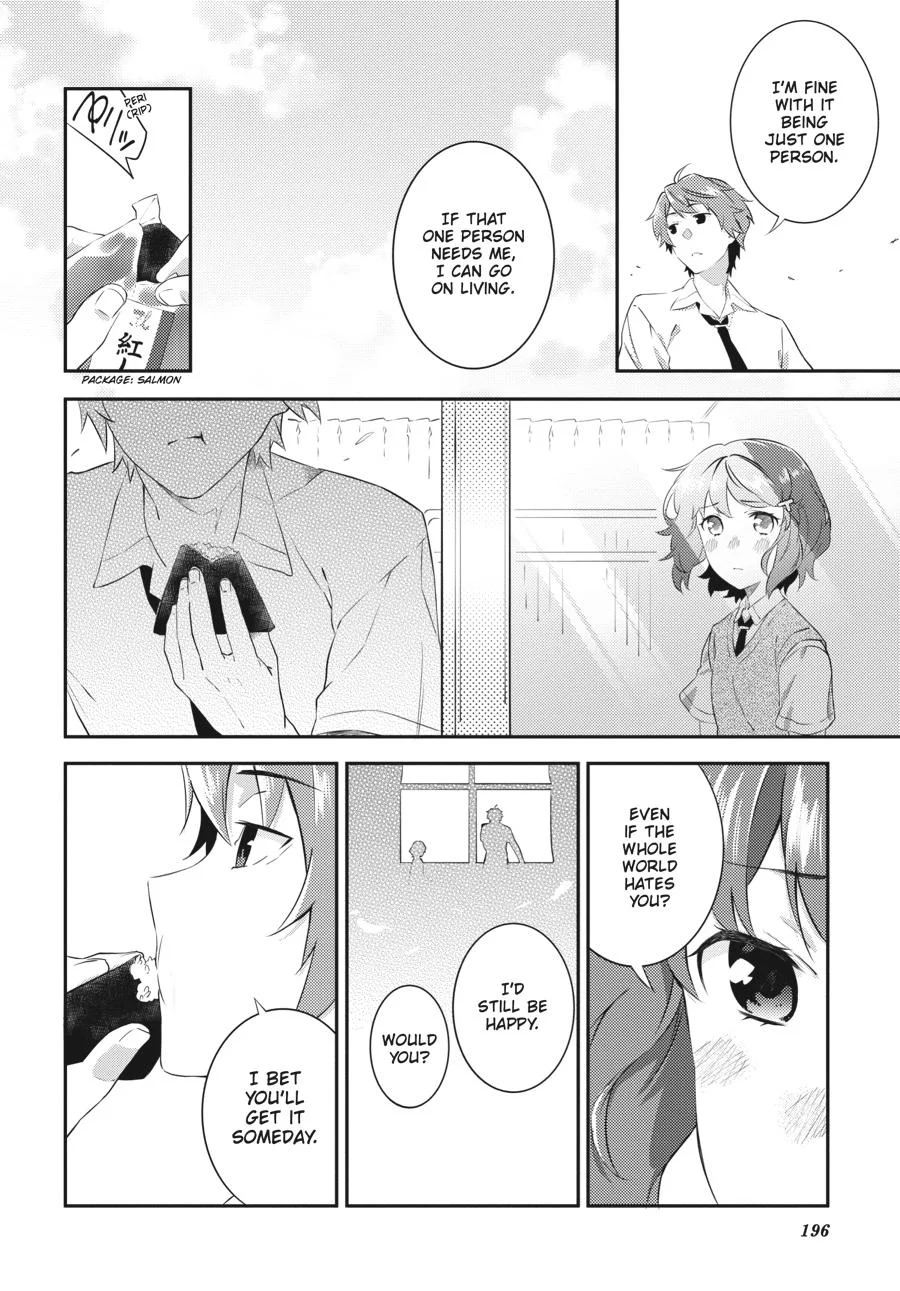 I'M FINE
WITH IT
BEING
JUST ONE
PERSON.
IF THAT
ONE PERSON
NEEDS ME,
I CAN GO
ON LIVING.
ペリッ
PERI
(RIP)
紅
PACKAGE: SALMON
EVEN
IF THE
WHOLE
WORLD
HATES
YOU?
I'D
STILL BE
HAPPY.
WOULD
YOU?
I BET
YOU'LL
GET IT
SOMEDAY.
196